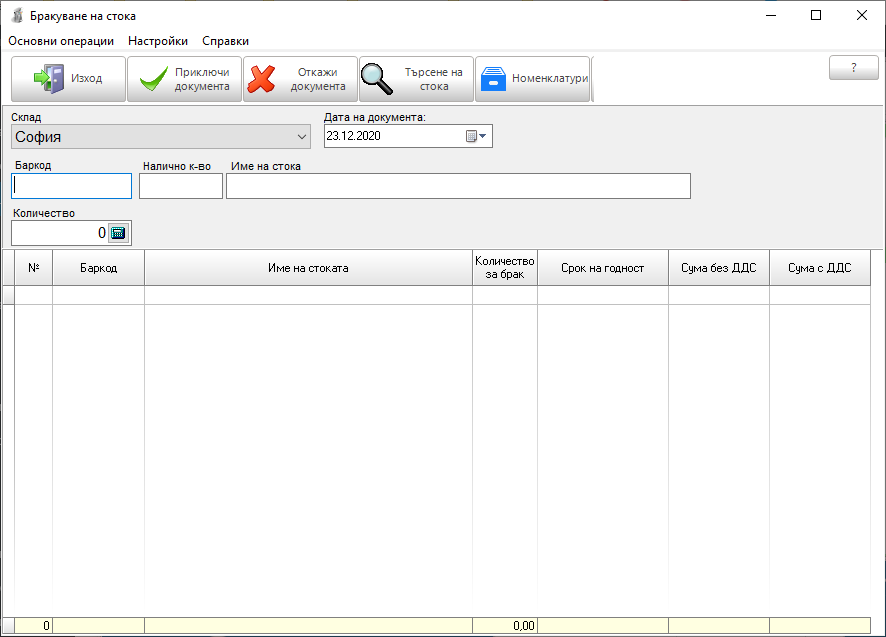 Бракуване на стока
Основни операции Настройки Справки
Изход
Приключи
документа
Откажи
документа
Търсене на
стока
Номенклатури
?
Склад
София
Дата на документа:
23.12.2020
Баркод
Налично к-во
Име на стока
Количество
0
№
Баркод
Име на стоката
Количество
за брак
Срок на годност
Сума без ДДС
Сума с ДДС
0
0,00